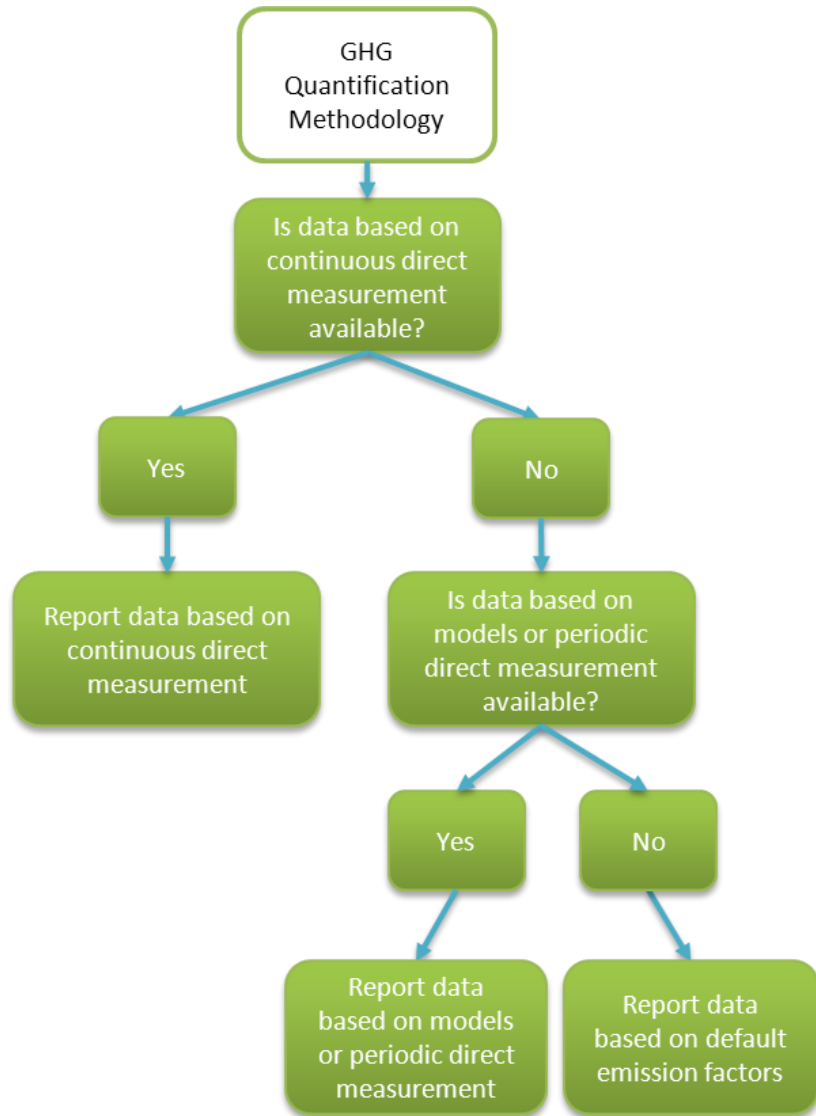 GHG
Quantification
Methodology
Is data based on
continuous direct
measurement
available?
Yes
No
Report data based on
continuous direct
measurement
Is data based on
models or periodic
direct measurement
available?
Yes
No
Report data
based on models
or periodic direct
measurement
Report data
based on default
emission factors